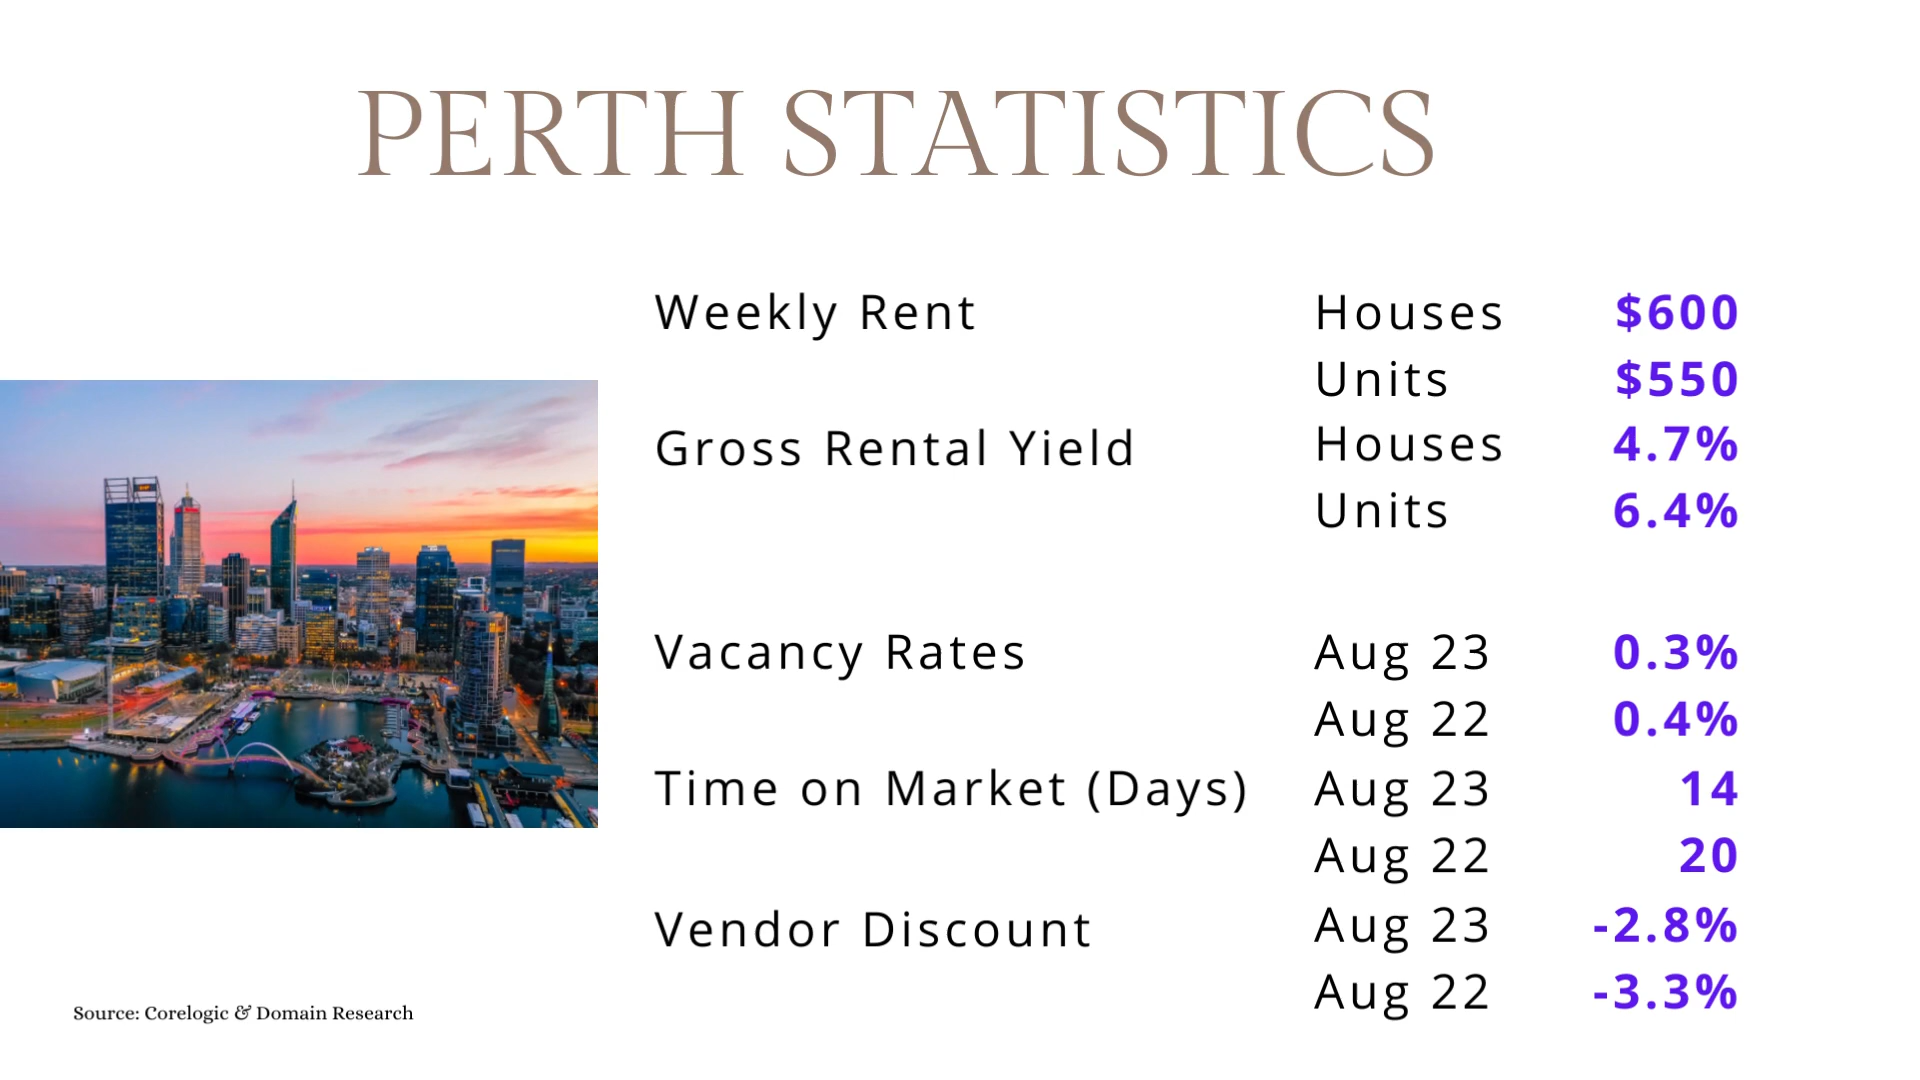 PERTH STATISTICS
Weekly Rent Houses $600
Units $550
Gross Rental Yield Houses 4.7%
Units 6.4%
Vacancy Rates Aug 23 0.3%
Aug 22 0.4%
Time on Market (Days) Aug 23 14
Aug 22 20
Vendor Discount Aug 23 -2.8%
Aug 22 -3.3%
Source: Corelogic & Domain Research